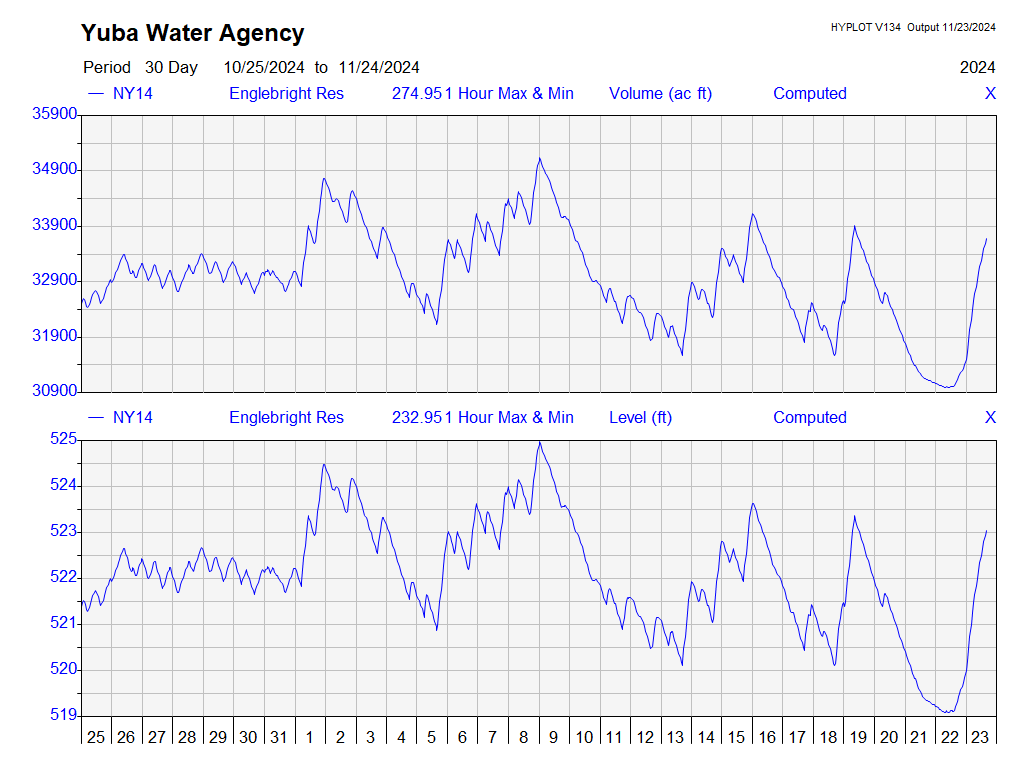 Yuba Water Agency
HYPLOT V134 Output 11/23/2024
Period 30 Day 10/25/2024 to 11/24/2024 2024
— NY14 Englebright Res 274.951 Hour Max & Min Volume (ac ft) Computed X
35900
34900
33900
32900
31900
30900
— NY14 Englebright Res 232.951 Hour Max & Min Level (ft) Computed X
525
524
523
522
521
520
519
25 26 27 28 29 30 31 1 2 3 4 5 6 7 8 9 10 11 12 13 14 15 16 17 18 19 20 21 22 23